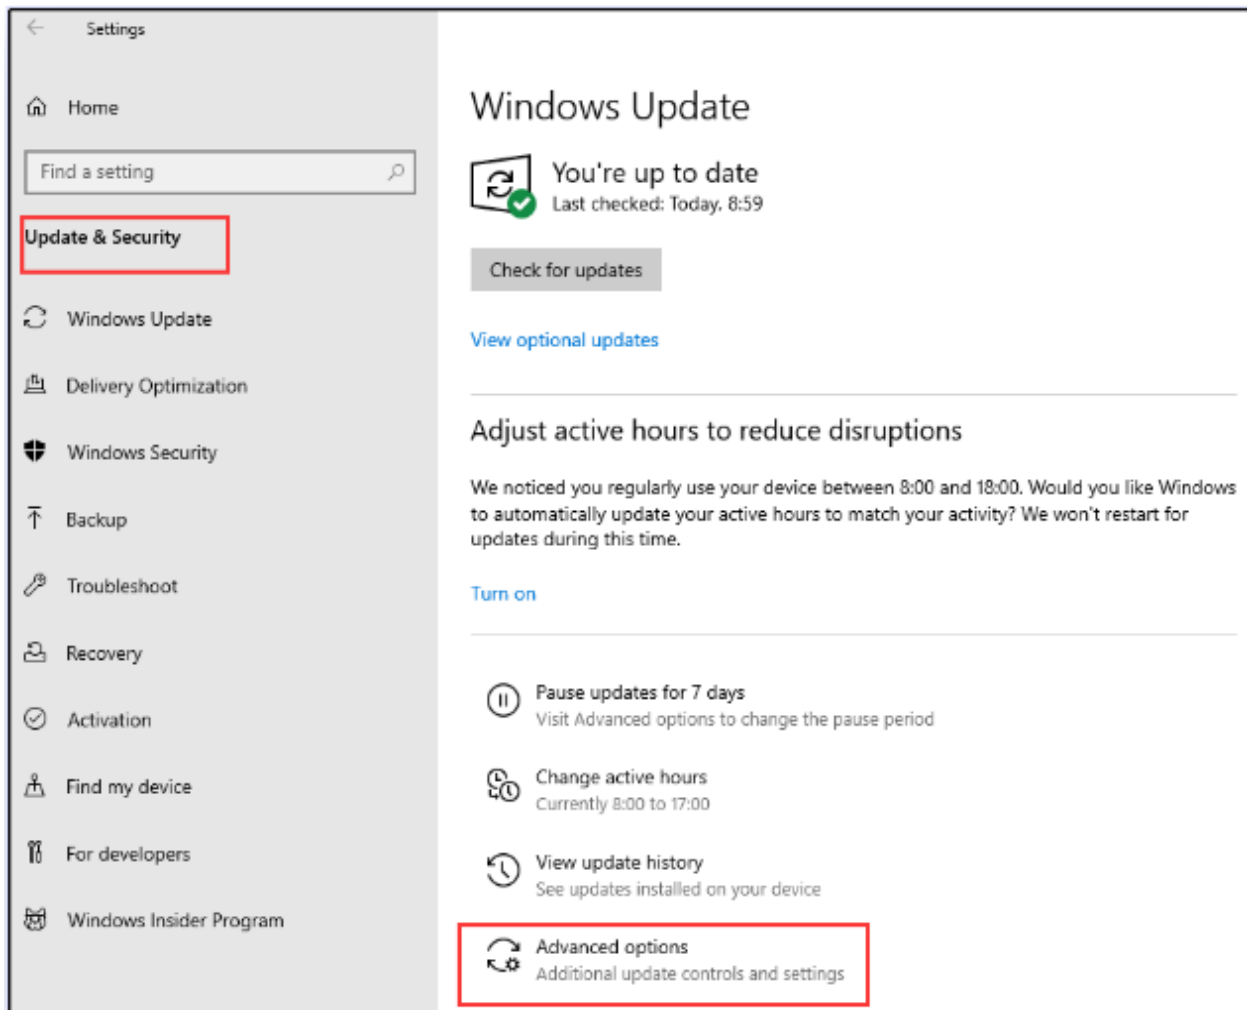 Settings
Home
Find a setting
Update & Security
Windows Update
Delivery Optimization
Windows Security
Backup
Troubleshoot
Recovery
Activation
Find my device
For developers
Windows Insider Program
Windows Update
You're up to date
Last checked: Today, 8:59
Check for updates
View optional updates
Adjust active hours to reduce disruptions
We noticed you regularly use your device between 8:00 and 18:00. Would you like Windows
to automatically update your active hours to match your activity? We won't restart for
updates during this time.
Turn on
Pause updates for 7 days
Visit Advanced options to change the pause period
Change active hours
Currently 8:00 to 17:00
View update history
See updates installed on your device
Advanced options
Additional update controls and settings